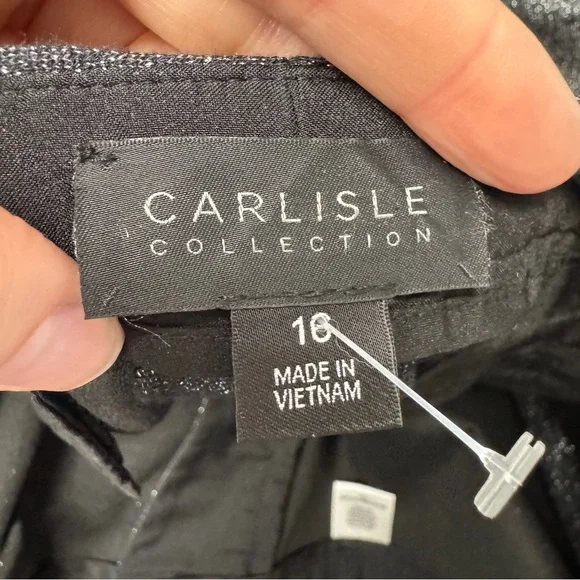 CARLISLE
COLLECTION
16
MADE IN
VIETNAM